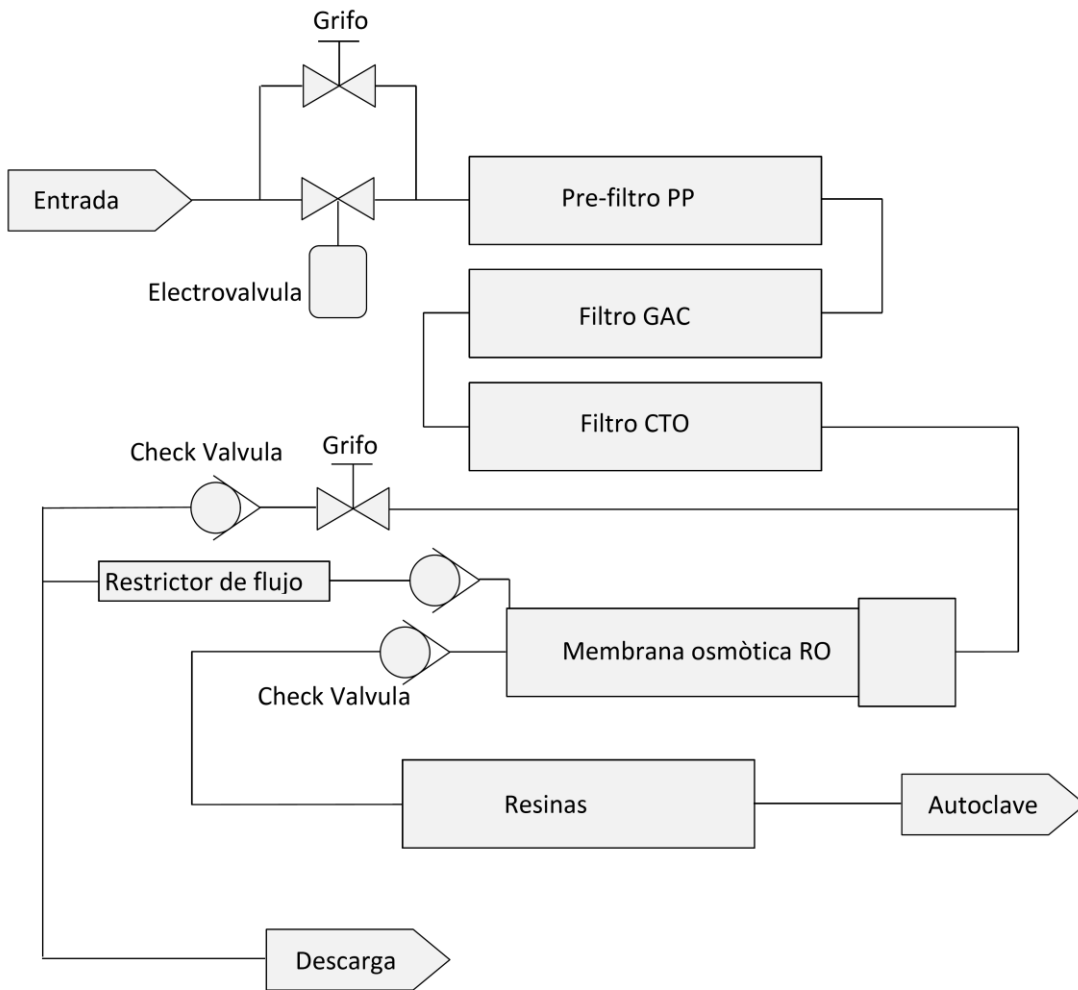 Grifo
Entrada
Pre-filtro PP
Electrovalvula
Filtro GAC
Filtro CTO
Check Valvula
Grifo
Restrictor de flujo
Membrana osmòtica RO
Check Valvula
Resinas
Autoclave
Descarga